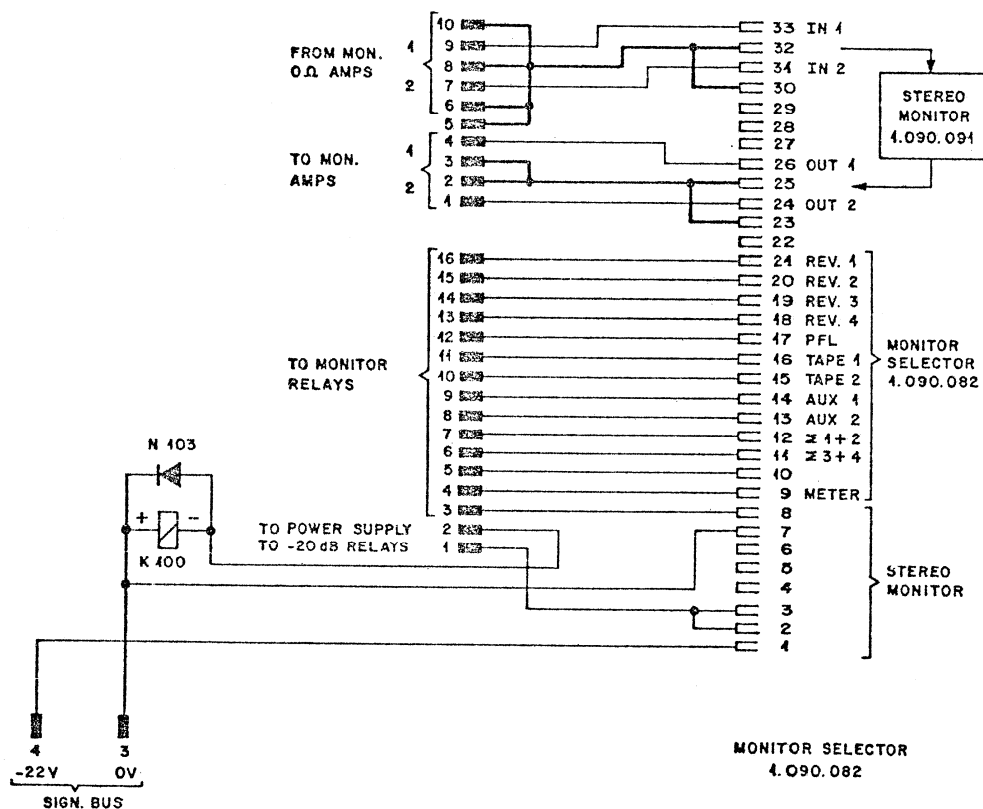 FROM MON.
0Ω AMPS
1
2
10
9
8
7
6
5
TO MON.
AMPS
1
2
4
3
2
1
33 IN 1
32
31 IN 2
30
29
28
27
26 OUT 1
25
24 OUT 2
23
22
STEREO
MONITOR
1.090.091
TO MONITOR
RELAYS
16
15
14
13
12
11
10
9
8
7
6
5
4
3
2
1
21 REV. 1
20 REV. 2
19 REV. 3
18 REV. 4
17 PFL
16 TAPE 1
15 TAPE 2
14 AUX 1
13 AUX 2
12 Σ 1+2
11 Σ 3+4
10
9 METER
8
7
6
5
4
3
2
1
MONITOR
SELECTOR
1.090.082
STEREO
MONITOR
N 103
+ -
K 100
TO POWER SUPPLY
TO -20 dB RELAYS
4 3
-22V 0V
SIGN. BUS
MONITOR SELECTOR
1.090.082